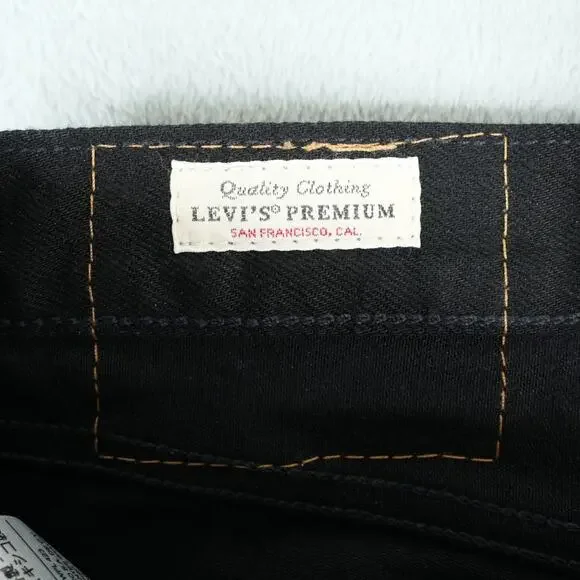 Quality Clothing
LEVI'S® PREMIUM
SAN FRANCISCO, CAL.